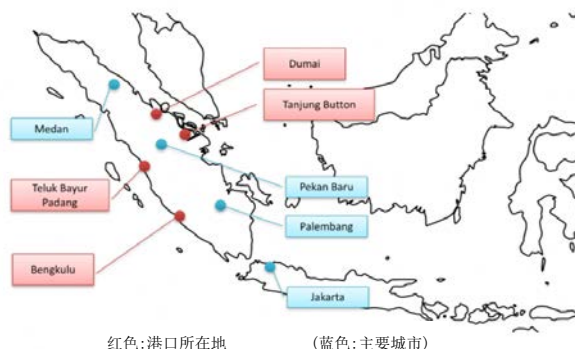 Dumai
Tanjung Button
Medan
Teluk Bayur
Padang
Pekan Baru
Palembang
Bengkulu
Jakarta
红色:港口所在地 (蓝色:主要城市)